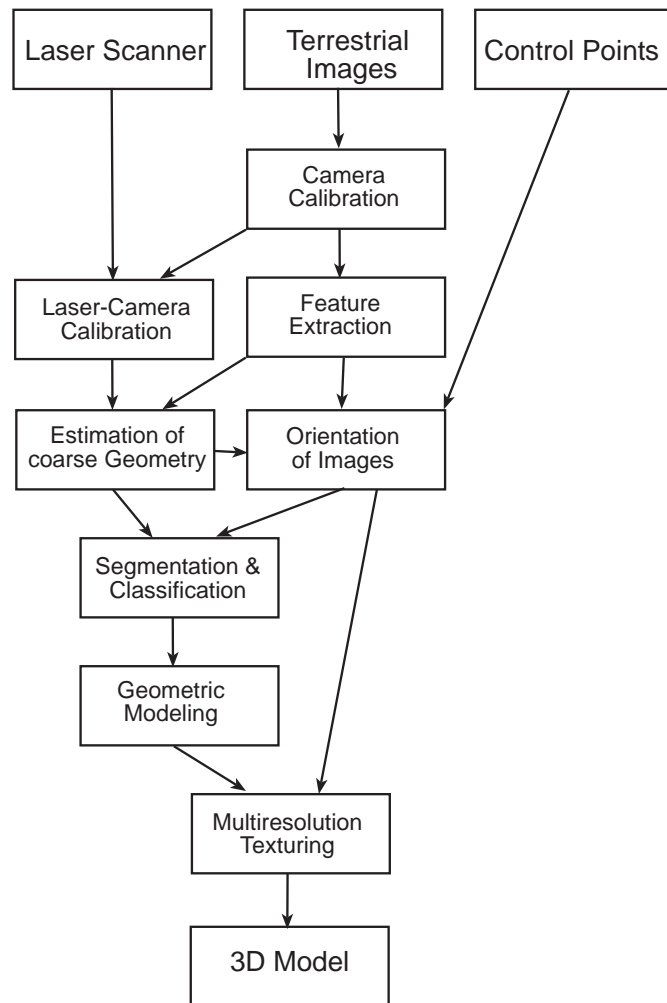 Laser Scanner
Terrestrial
Images
Control Points
Camera
Calibration
Laser-Camera
Calibration
Feature
Extraction
Estimation of
coarse Geometry
Orientation
of Images
Segmentation &
Classification
Geometric
Modeling
Multiresolution
Texturing
3D Model